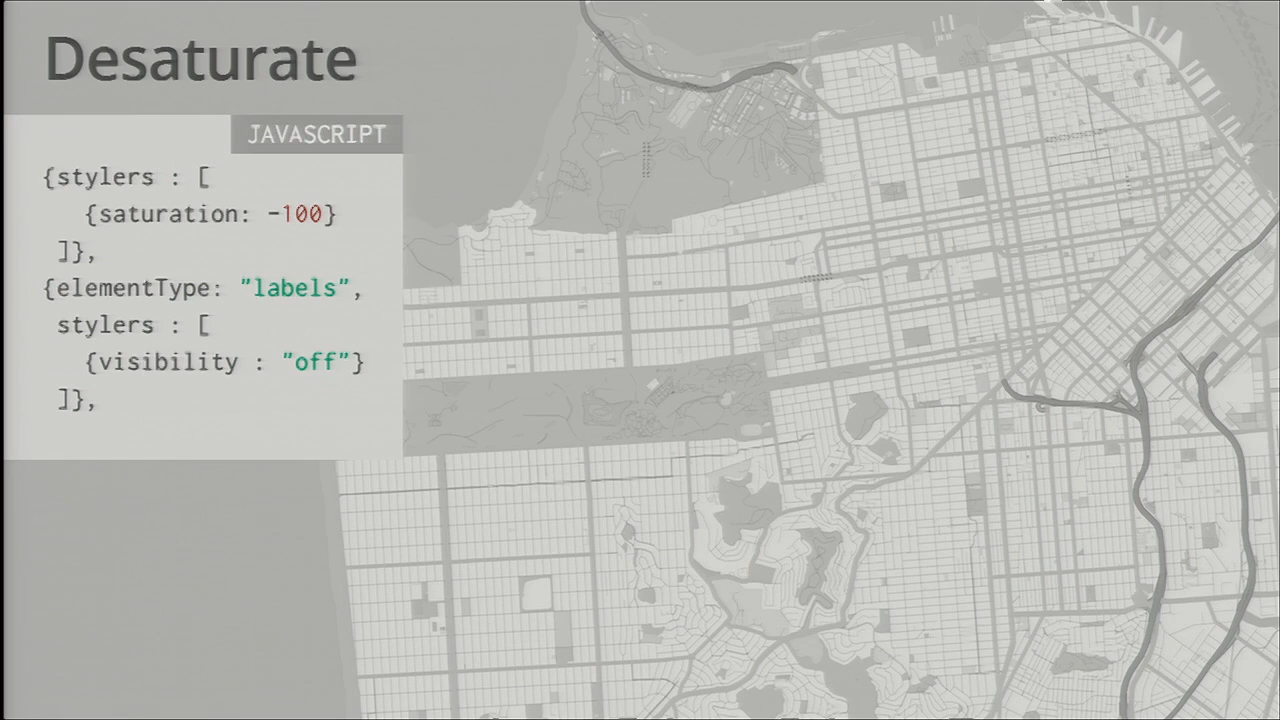 Desaturate
JAVASCRIPT
{stylers : [
{saturation: -100}
]},
{elementType: "labels",
stylers : [
{visibility : "off"}
]},